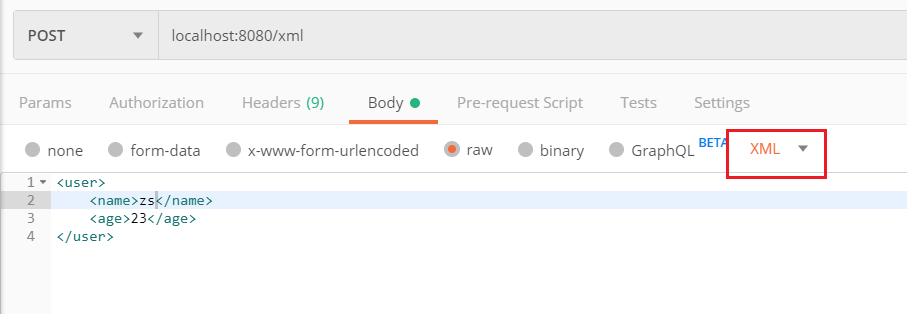 POST localhost:8080/xml
Params Authorization Headers (9) Body Pre-request Script Tests Settings
none form-data x-www-form-urlencoded raw binary GraphQL BETA XML
1 <user>
2 <name>zs</name>
3 <age>23</age>
4 </user>